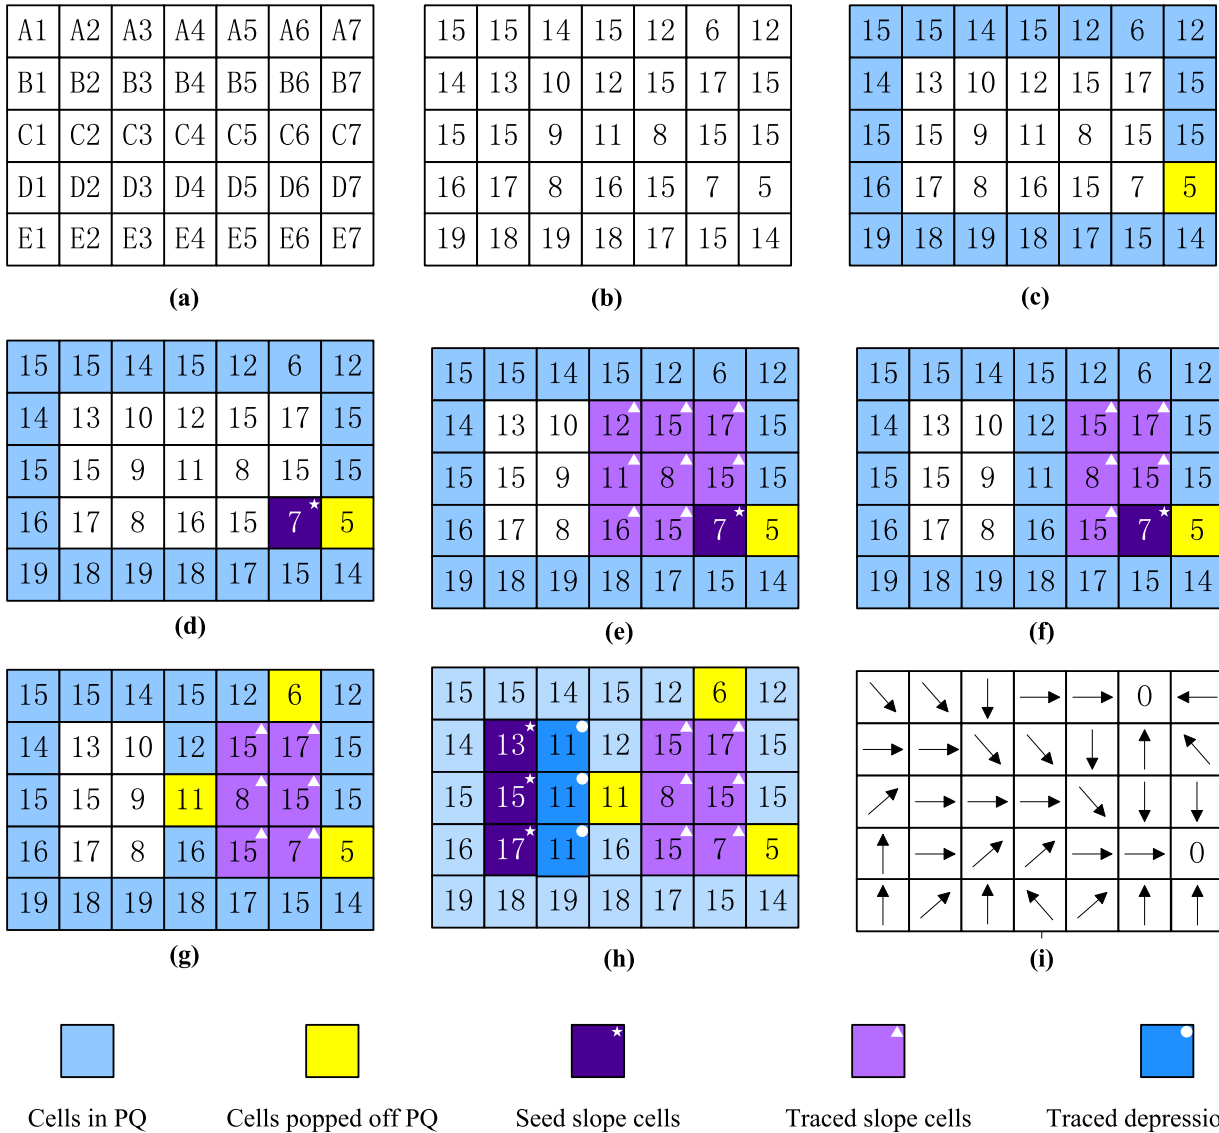 A1 A2 A3 A4 A5 A6 A7
B1 B2 B3 B4 B5 B6 B7
C1 C2 C3 C4 C5 C6 C7
D1 D2 D3 D4 D5 D6 D7
E1 E2 E3 E4 E5 E6 E7
(a)
15 15 14 15 12 6 12
14 13 10 12 15 17 15
15 15 9 11 8 15 15
16 17 8 16 15 7 5
19 18 19 18 17 15 14
(b)
15 15 14 15 12 6 12
14 13 10 12 15 17 15
15 15 9 11 8 15 15
16 17 8 16 15 7 5
19 18 19 18 17 15 14
(c)
15 15 14 15 12 6 12
14 13 10 12 15 17 15
15 15 9 11 8 15 15
16 17 8 16 15 7 5
19 18 19 18 17 15 14
(d)
15 15 14 15 12 6 12
14 13 10 12 15 17 15
15 15 9 11 8 15 15
16 17 8 16 15 7 5
19 18 19 18 17 15 14
(e)
15 15 14 15 12 6 12
14 13 10 12 15 17 15
15 15 9 11 8 15 15
16 17 8 16 15 7 5
19 18 19 18 17 15 14
(f)
15 15 14 15 12 6 12
14 13 10 12 15 17 15
15 15 9 11 8 15 15
16 17 8 16 15 7 5
19 18 19 18 17 15 14
(g)
15 15 14 15 12 6 12
14 13 11 12 15 17 15
15 15 11 11 8 15 15
16 17 11 16 15 7 5
19 18 19 18 17 15 14
(h)
0
0
(i)
Cells in PQ
Cells popped off PQ
Seed slope cells
Traced slope cells
Traced depressio